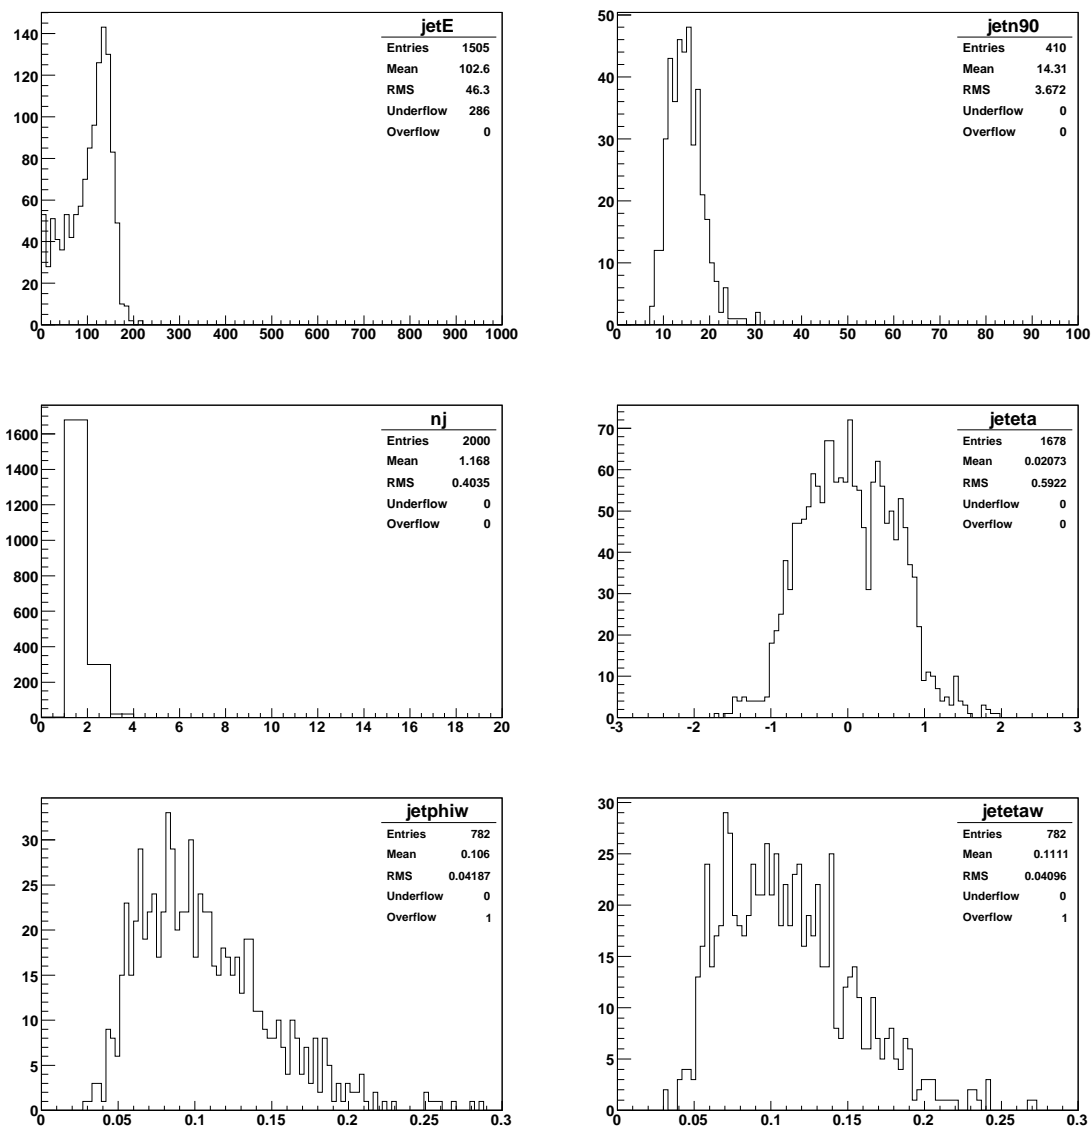 jetE
Entries 1505
Mean 102.6
RMS 46.3
Underflow 286
Overflow 0
140
120
100
80
60
40
20
0
0 100 200 300 400 500 600 700 800 900 1000
jetn90
Entries 410
Mean 14.31
RMS 3.672
Underflow 0
Overflow 0
50
40
30
20
10
0
0 10 20 30 40 50 60 70 80 90 100
nj
Entries 2000
Mean 1.168
RMS 0.4035
Underflow 0
Overflow 0
1600
1400
1200
1000
800
600
400
200
0
0 2 4 6 8 10 12 14 16 18 20
jeteta
Entries 1678
Mean 0.02073
RMS 0.5922
Underflow 0
Overflow 0
70
60
50
40
30
20
10
0
-3 -2 -1 0 1 2 3
jetphiw
Entries 782
Mean 0.106
RMS 0.04187
Underflow 0
Overflow 1
30
25
20
15
10
5
0
0 0.05 0.1 0.15 0.2 0.25 0.3
jetetaw
Entries 782
Mean 0.1111
RMS 0.04096
Underflow 0
Overflow 1
30
25
20
15
10
5
0
0 0.05 0.1 0.15 0.2 0.25 0.3